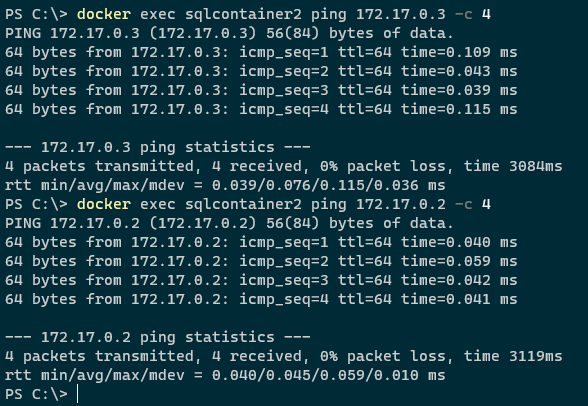 PS C:\> docker exec sqlcontainer2 ping 172.17.0.3 -c 4
PING 172.17.0.3 (172.17.0.3) 56(84) bytes of data.
64 bytes from 172.17.0.3: icmp_seq=1 ttl=64 time=0.109 ms
64 bytes from 172.17.0.3: icmp_seq=2 ttl=64 time=0.043 ms
64 bytes from 172.17.0.3: icmp_seq=3 ttl=64 time=0.039 ms
64 bytes from 172.17.0.3: icmp_seq=4 ttl=64 time=0.115 ms

--- 172.17.0.3 ping statistics ---
4 packets transmitted, 4 received, 0% packet loss, time 3084ms
rtt min/avg/max/mdev = 0.039/0.076/0.115/0.036 ms
PS C:\> docker exec sqlcontainer2 ping 172.17.0.2 -c 4
PING 172.17.0.2 (172.17.0.2) 56(84) bytes of data.
64 bytes from 172.17.0.2: icmp_seq=1 ttl=64 time=0.040 ms
64 bytes from 172.17.0.2: icmp_seq=2 ttl=64 time=0.059 ms
64 bytes from 172.17.0.2: icmp_seq=3 ttl=64 time=0.042 ms
64 bytes from 172.17.0.2: icmp_seq=4 ttl=64 time=0.041 ms

--- 172.17.0.2 ping statistics ---
4 packets transmitted, 4 received, 0% packet loss, time 3119ms
rtt min/avg/max/mdev = 0.040/0.045/0.059/0.010 ms
PS C:\>